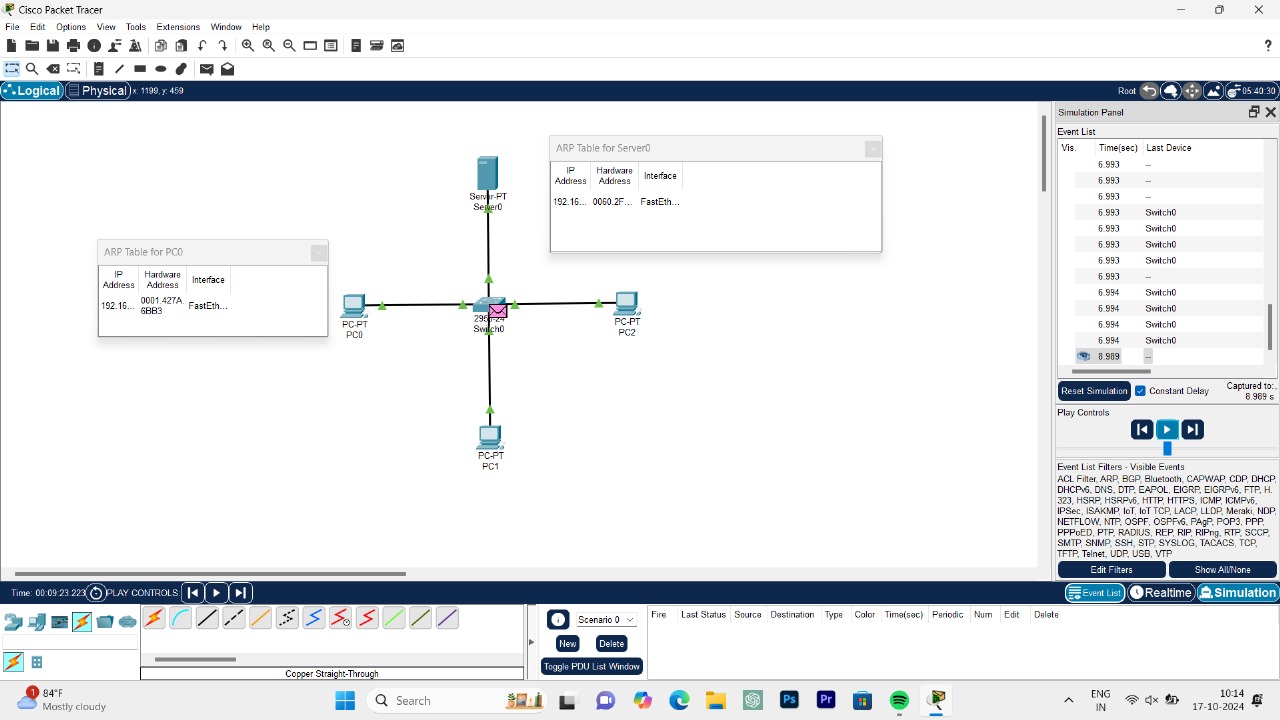 Cisco Packet Tracer
File Edit Options View Tools Extensions Window Help
?
Logical Physical x: 1199, y: 459
Root 05:40:30
Server-PT
Server0
ARP Table for Server0
IP Address Hardware Address Interface
192.16... 0060.2F... FastEth...
ARP Table for PC0
IP Address Hardware Address Interface
192.16... 0001.427A6BB3 FastEth...
PC-PT
PC0
Switch0
PC-PT
PC2
PC-PT
PC1
Simulation Panel
Event List
Vis. Time(sec) Last Device
6.993 --
6.993 --
6.993 --
6.993 Switch0
6.993 Switch0
6.993 Switch0
6.993 Switch0
6.993 --
6.994 Switch0
6.994 Switch0
6.994 Switch0
6.994 Switch0
8.989 --
Reset Simulation Constant Delay Captured to:
8.989 s
Play Controls
Event List Filters - Visible Events
ACL Filter, ARP, BGP, Bluetooth, CAPWAP, CDP, DHCP,
DHCPv6, DNS, DTP, EAPOL, EIGRP, EIGRPv6, FTP, H.
323, HSRP, HSRPv6, HTTP, HTTPS, ICMP, ICMPv6,
IPSec, ISAKMP, IoT, IoT TCP, LACP, LLDP, Meraki, NDP,
NETFLOW, NTP, OSPF, OSPFv6, PAgP, POP3, PPP,
PPPoED, PTP, RADIUS, REP, RIP, RIPng, RTP, SCCP,
SMTP, SNMP, SSH, STP, SYSLOG, TACACS, TCP,
TFTP, Telnet, UDP, USB, VTP
Edit Filters Show All/None
Time: 00:09:23.223 PLAY CONTROLS:
Event List Realtime Simulation
Scenario 0
New Delete
Toggle PDU List Window
Fire Last Status Source Destination Type Color Time(sec) Periodic Num Edit Delete
Copper Straight-Through
1
84°F
Mostly cloudy
Search
Ps
Pr
ENG
IN
10:14
17-10-2024